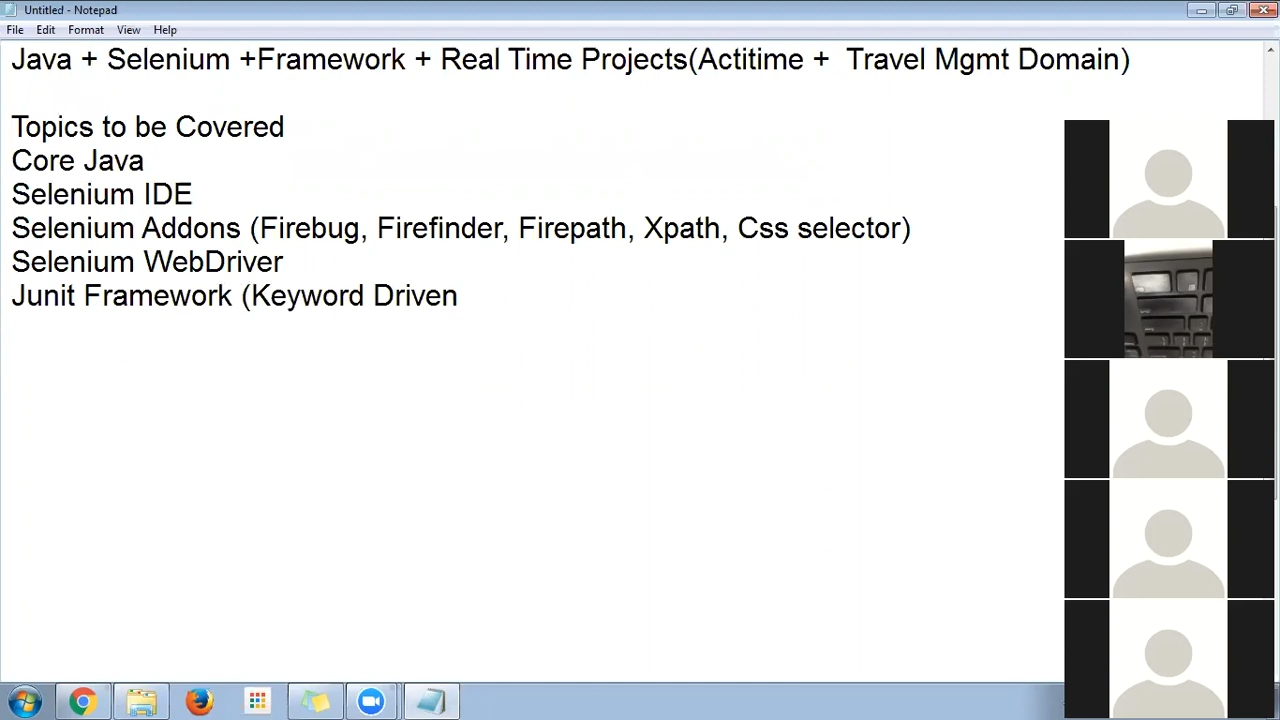 Untitled - Notepad
File Edit Format View Help
Java + Selenium +Framework + Real Time Projects(Actitime +  Travel Mgmt Domain)
Topics to be Covered
Core Java
Selenium IDE
Selenium Addons (Firebug, Firefinder, Firepath, Xpath, Css selector)
Selenium WebDriver
Junit Framework (Keyword Driven